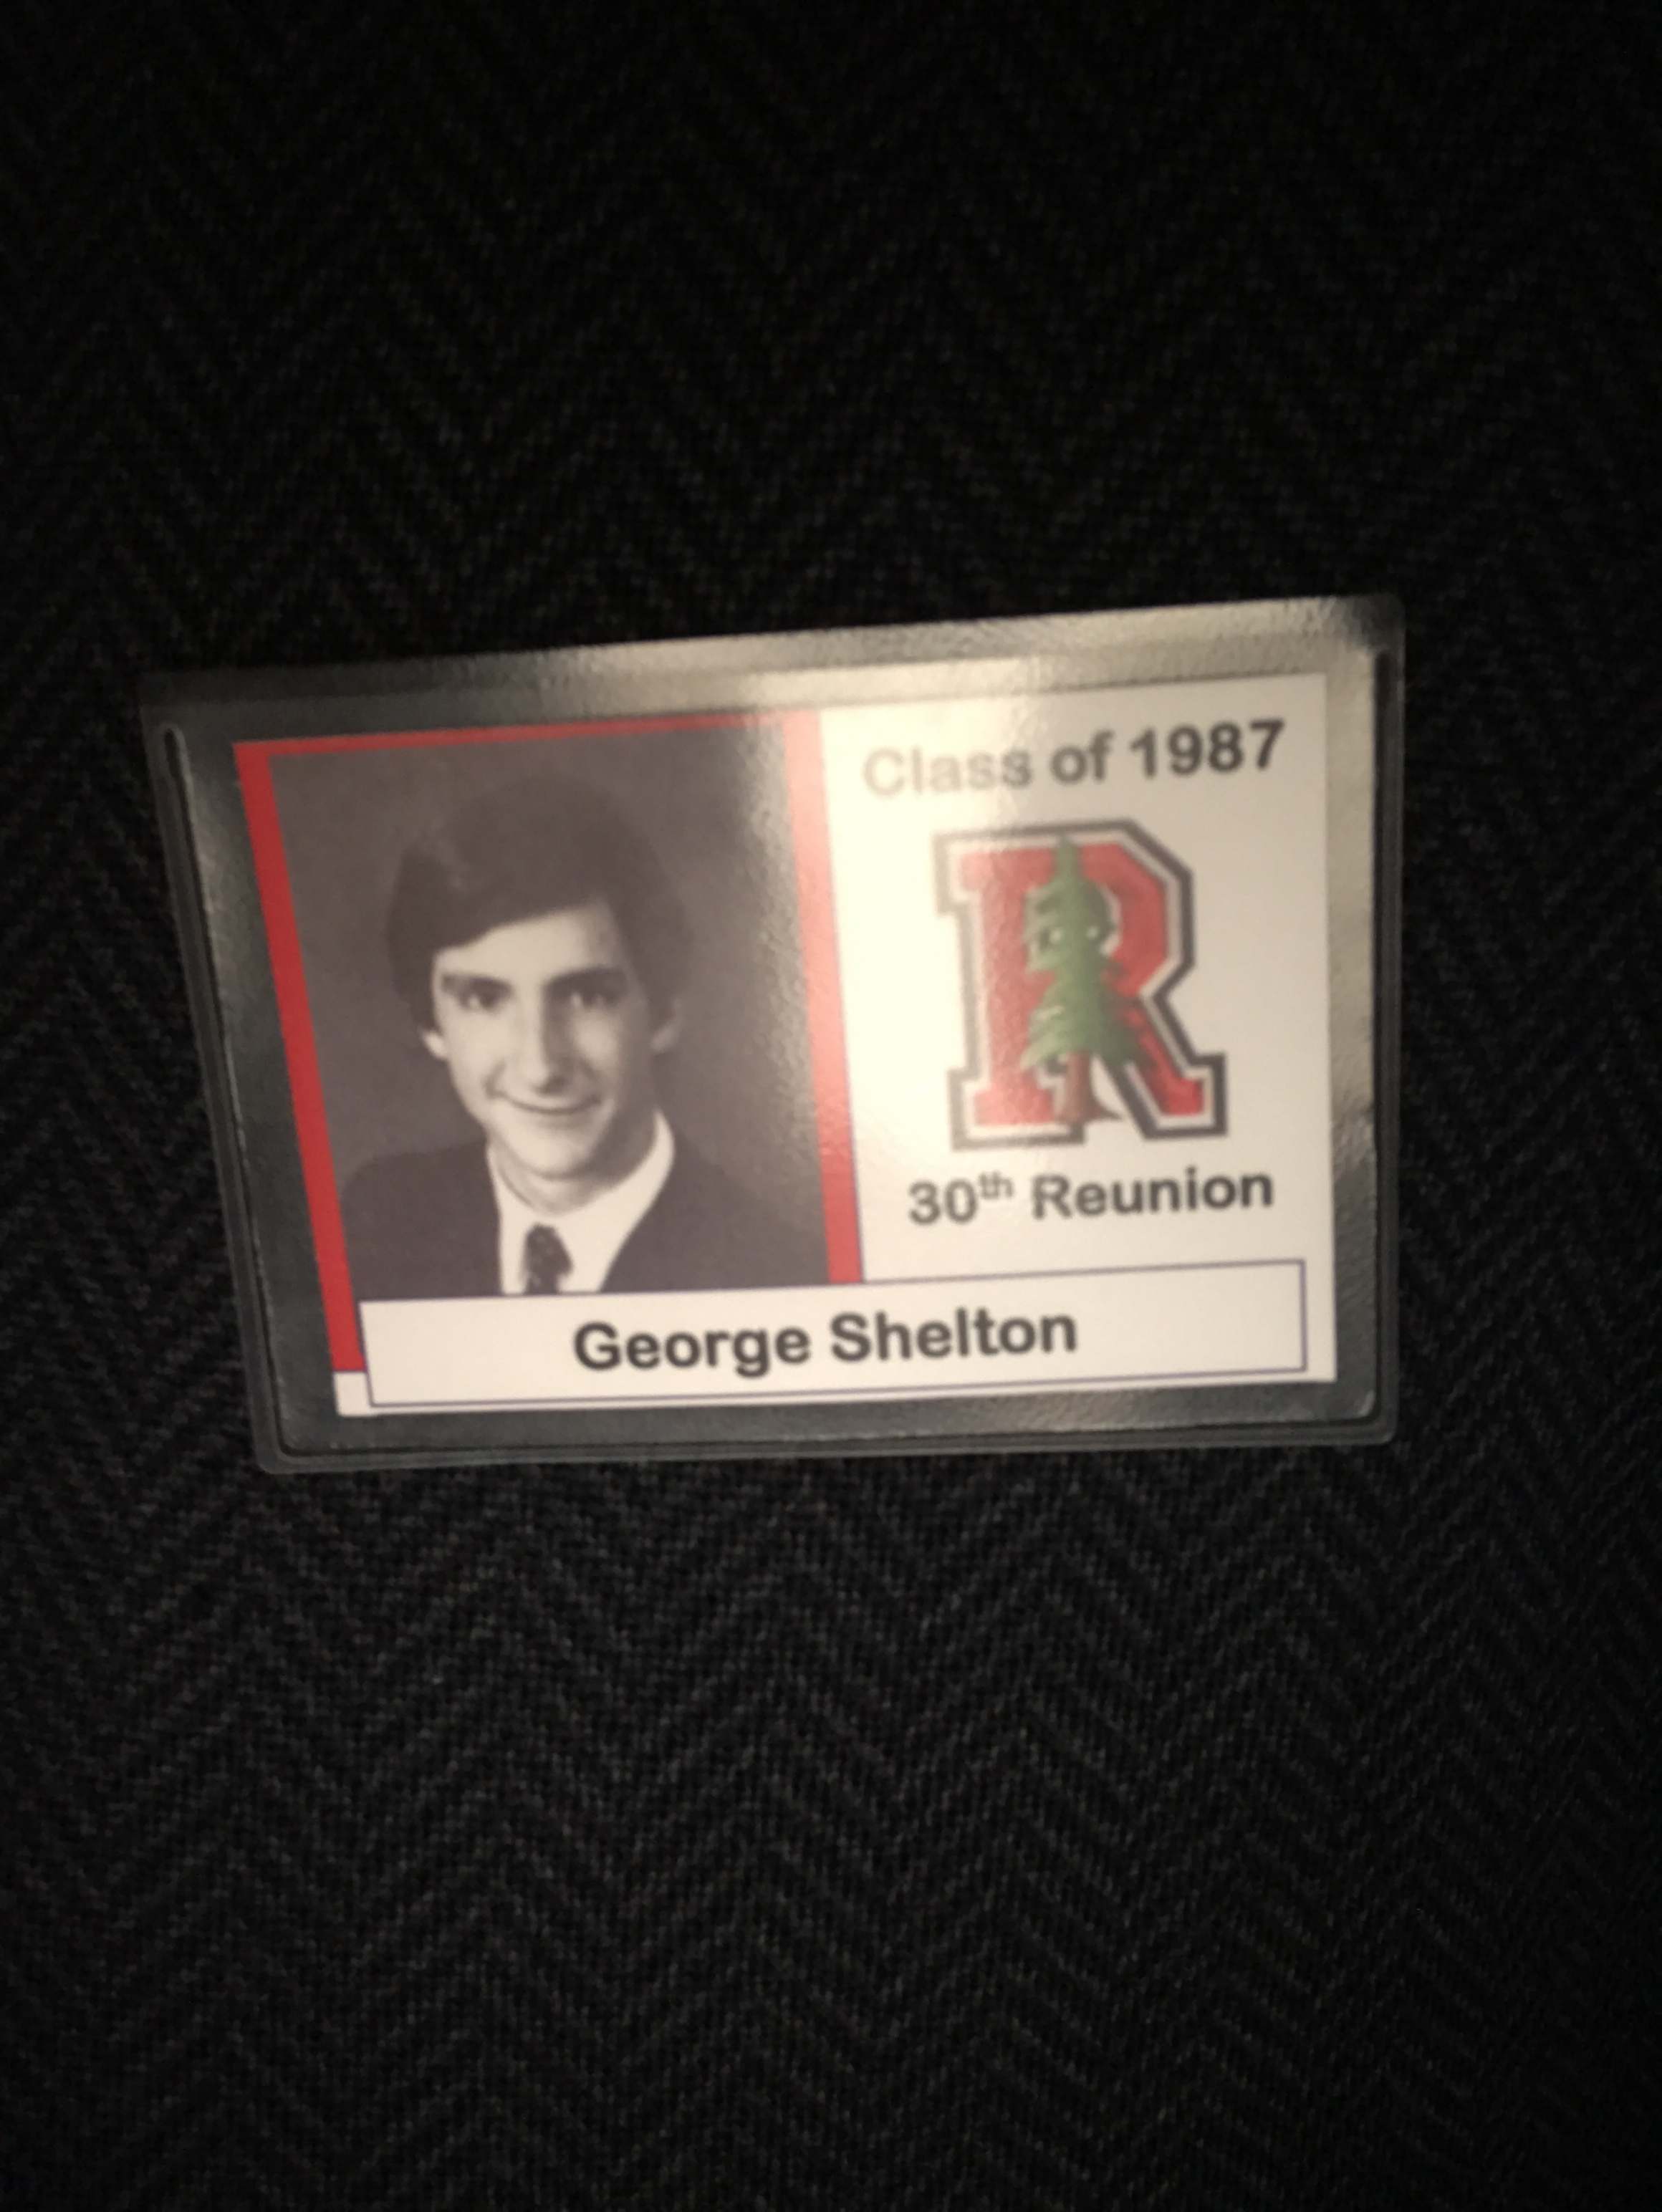 Class of 1987
R
30th Reunion
George Shelton